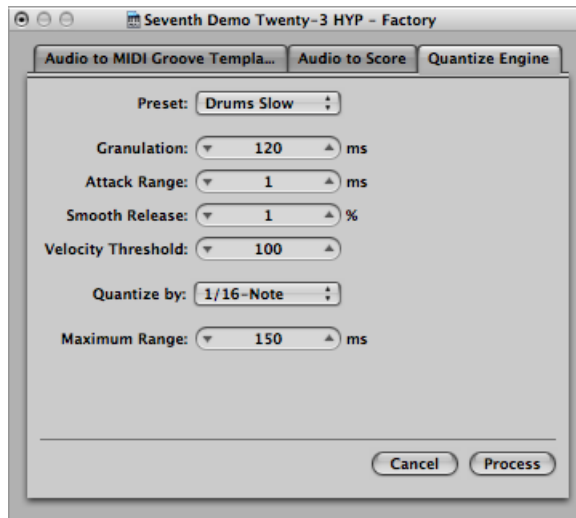 Seventh Demo Twenty-3 HYP – Factory
Audio to MIDI Groove Templa... Audio to Score Quantize Engine
Preset: Drums Slow
Granulation: 120 ms
Attack Range: 1 ms
Smooth Release: 1 %
Velocity Threshold: 100
Quantize by: 1/16-Note
Maximum Range: 150 ms
Cancel Process